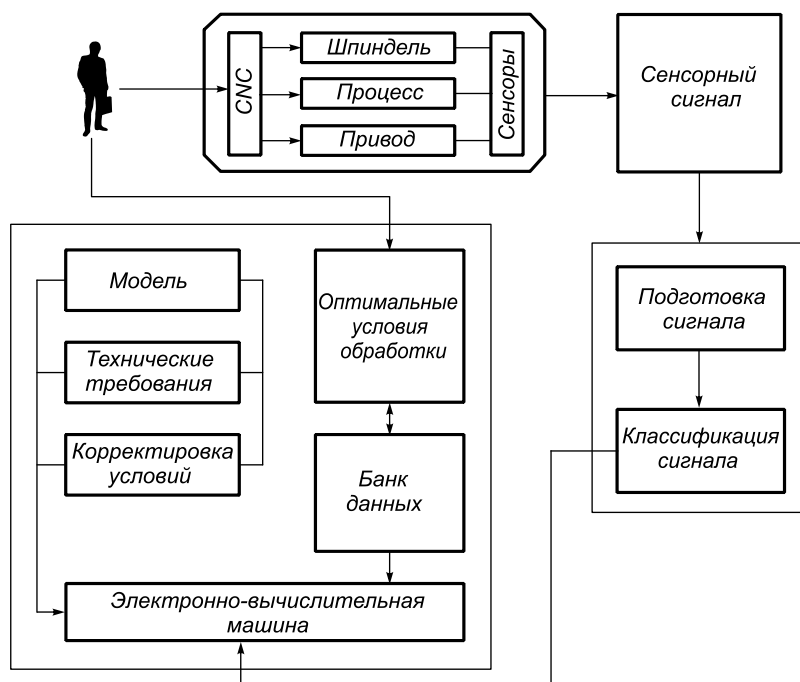 CNC
Шпиндель
Процесс
Привод
Сенсоры
Сенсорный
сигнал
Модель
Технические
требования
Корректировка
условий
Оптимальные
условия
обработки
Банк
данных
Электронно-вычислительная
машина
Подготовка
сигнала
Классификация
сигнала